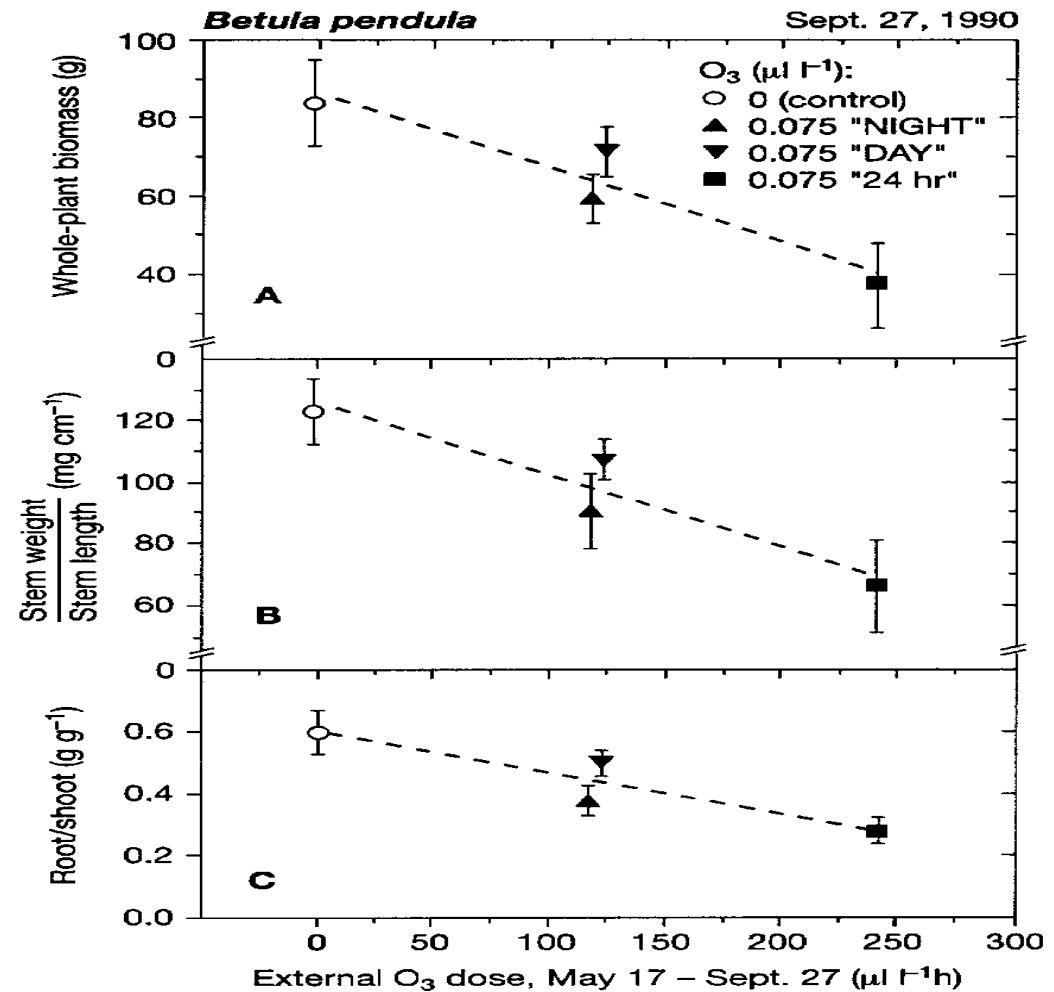 Betula pendula Sept. 27, 1990
O₃ (μl l⁻¹):
0 (control)
0.075 "NIGHT"
0.075 "DAY"
0.075 "24 hr"
Whole-plant biomass (g)
100
80
60
40
0
A
Stem weight
Stem length
(mg cm⁻¹)
120
100
80
60
0
B
Root/shoot (g g⁻¹)
0.6
0.4
0.2
0.0
C
0 50 100 150 200 250 300
External O₃ dose, May 17 – Sept. 27 (μl l⁻¹h)